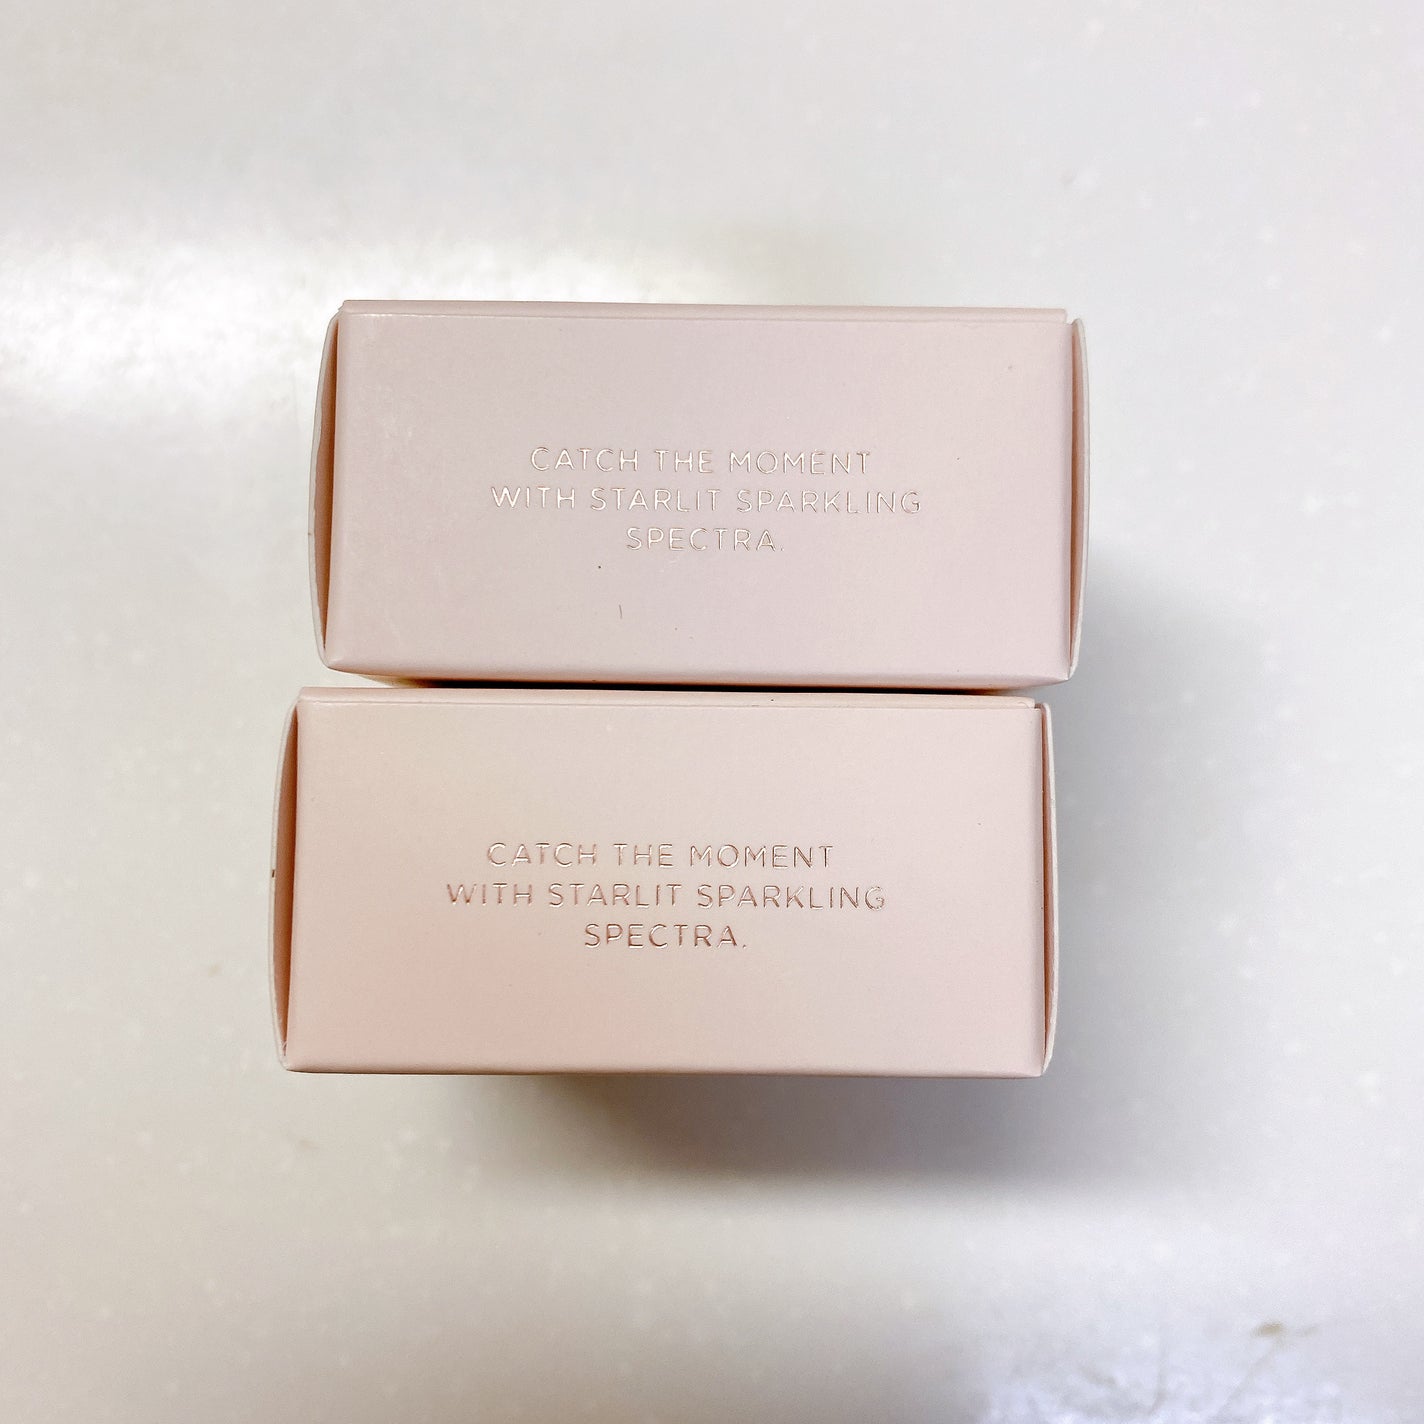 CATCH THE MOMENT
WITH STARLIT SPARKLING
SPECTRA.
CATCH THE MOMENT
WITH STARLIT SPARKLING
SPECTRA.